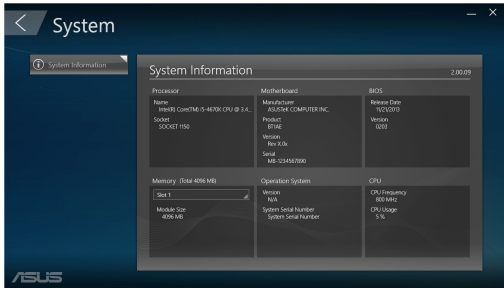 System
System Information
System Information
2.00.09
Processor
Name
Intel(R) Core(TM) i5-4670K CPU @ 3.4...
Socket
SOCKET 1150
Motherboard
Manufacturer
ASUSTeK COMPUTER INC.
Product
BT1AE
Version
Rev X.0x
Serial
MB-1234567890
BIOS
Release Date
11/21/2013
Version
0203
Memory (Total 4096 MB)
Slot 1
Module Size
4096 MB
Operation System
Version
N/A
System Serial Number
System Serial Number
CPU
CPU Frequency
800 MHz
CPU Usage
5 %
ASUS